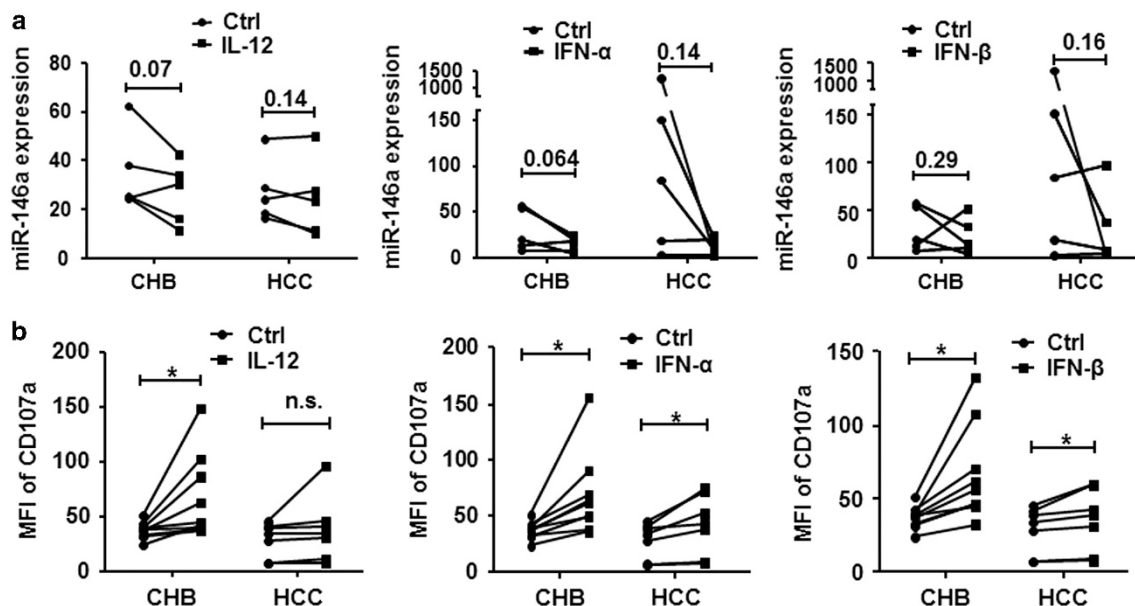 a
Ctrl
IL-12
miR-146a expression
80
60
40
20
0
0.07
0.14
CHB
HCC
Ctrl
IFN-α
miR-146a expression
1500
1000
150
100
50
0
0.064
0.14
CHB
HCC
Ctrl
IFN-β
miR-146a expression
1500
1000
150
100
50
0
0.29
0.16
CHB
HCC
b
Ctrl
IL-12
MFI of CD107a
200
150
100
50
0
*
n.s.
CHB
HCC
Ctrl
IFN-α
MFI of CD107a
200
150
100
50
0
*
*
CHB
HCC
Ctrl
IFN-β
MFI of CD107a
150
100
50
0
*
*
CHB
HCC